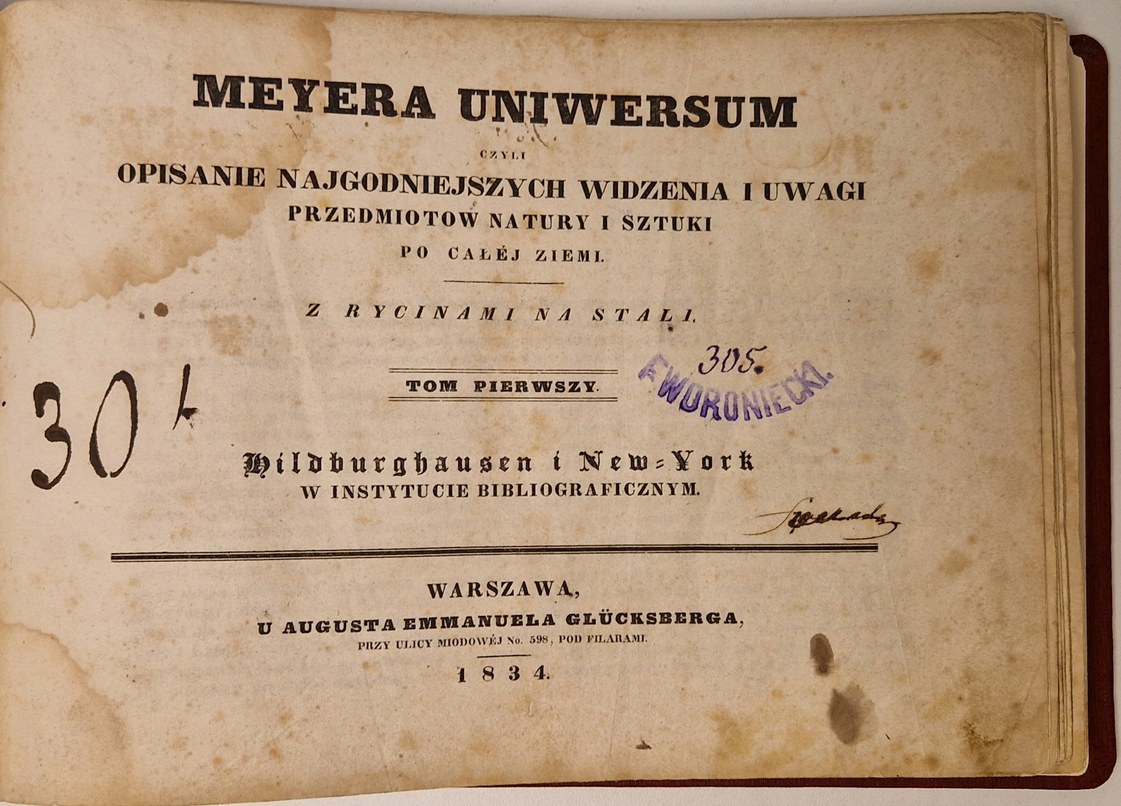 MEYERA UNIWERSUM
CZYLI
OPISANIE NAJGODNIEJSZYCH WIDZENIA I UWAGI
PRZEDMIOTOW NATURY I SZTUKI
PO CAŁÉJ ZIEMI.
Z RYCINAMI NA STALI.
305.
F WORONIECKI.
TOM PIERWSZY.
30
Hildburghausen i New-York
W INSTYTUCIE BIBLIOGRAFICZNYM.
WARSZAWA,
U AUGUSTA EMMANUELA GLÜCKSBERGA,
PRZY ULICY MIODOWÉJ No. 598, POD FILARAMI.
1834.